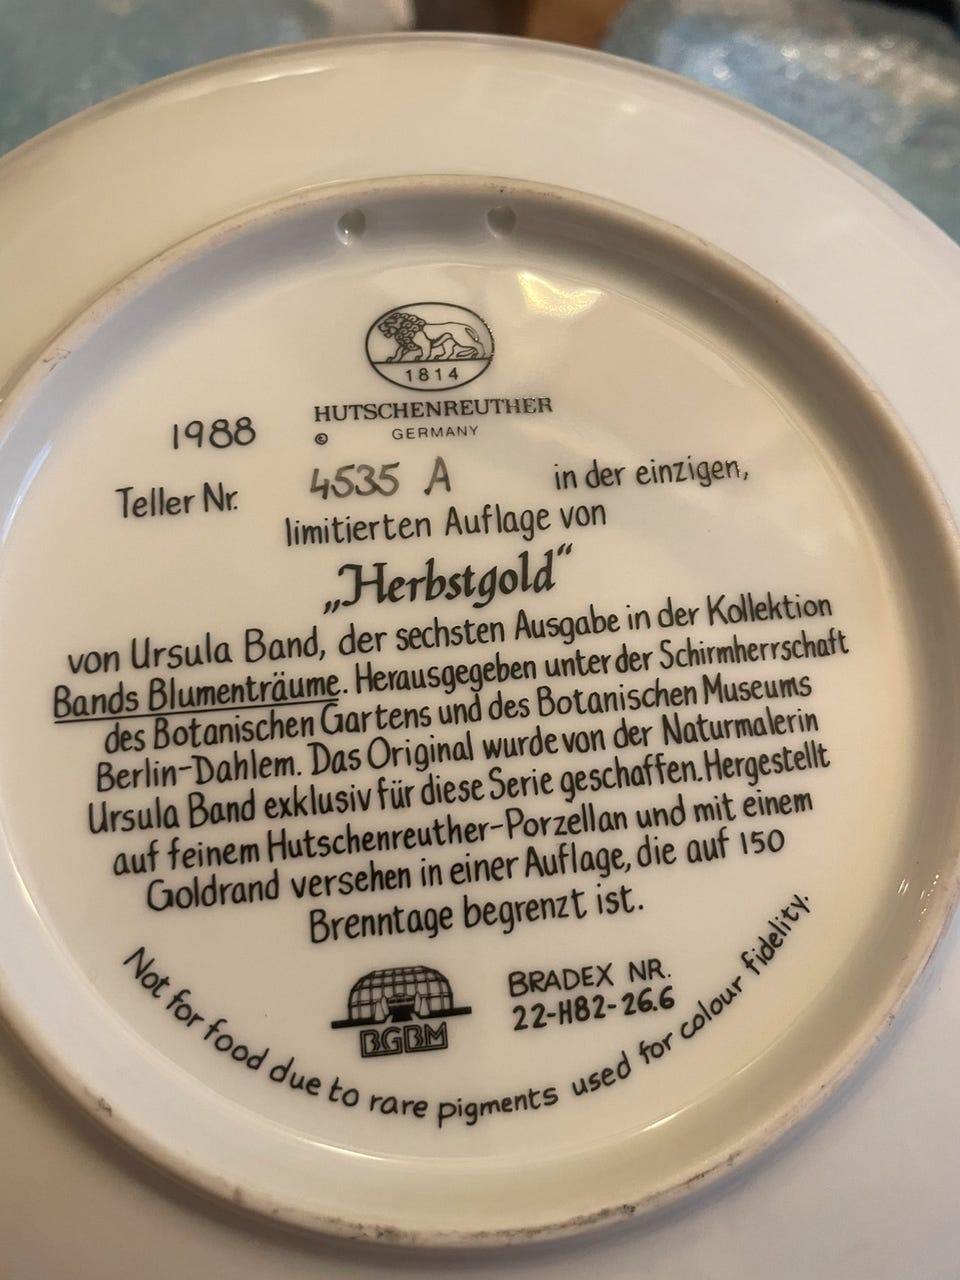 1814
HUTSCHENREUTHER
1988 © GERMANY
Teller Nr. 4535 A in der einzigen,
limitierten Auflage von
„Herbstgold“
von Ursula Band, der sechsten Ausgabe in der Kollektion
Bands Blumenträume. Herausgegeben unter der Schirmherrschaft
des Botanischen Gartens und des Botanischen Museums
Berlin-Dahlem. Das Original wurde von der Naturmalerin
Ursula Band exklusiv für diese Serie geschaffen. Hergestellt
auf feinem Hutschenreuther-Porzellan und mit einem
Goldrand versehen in einer Auflage, die auf 150
Brenntage begrenzt ist.
BGBM
BRADEX NR.
22-H82-26.6
Not for food due to rare pigments used for colour fidelity.